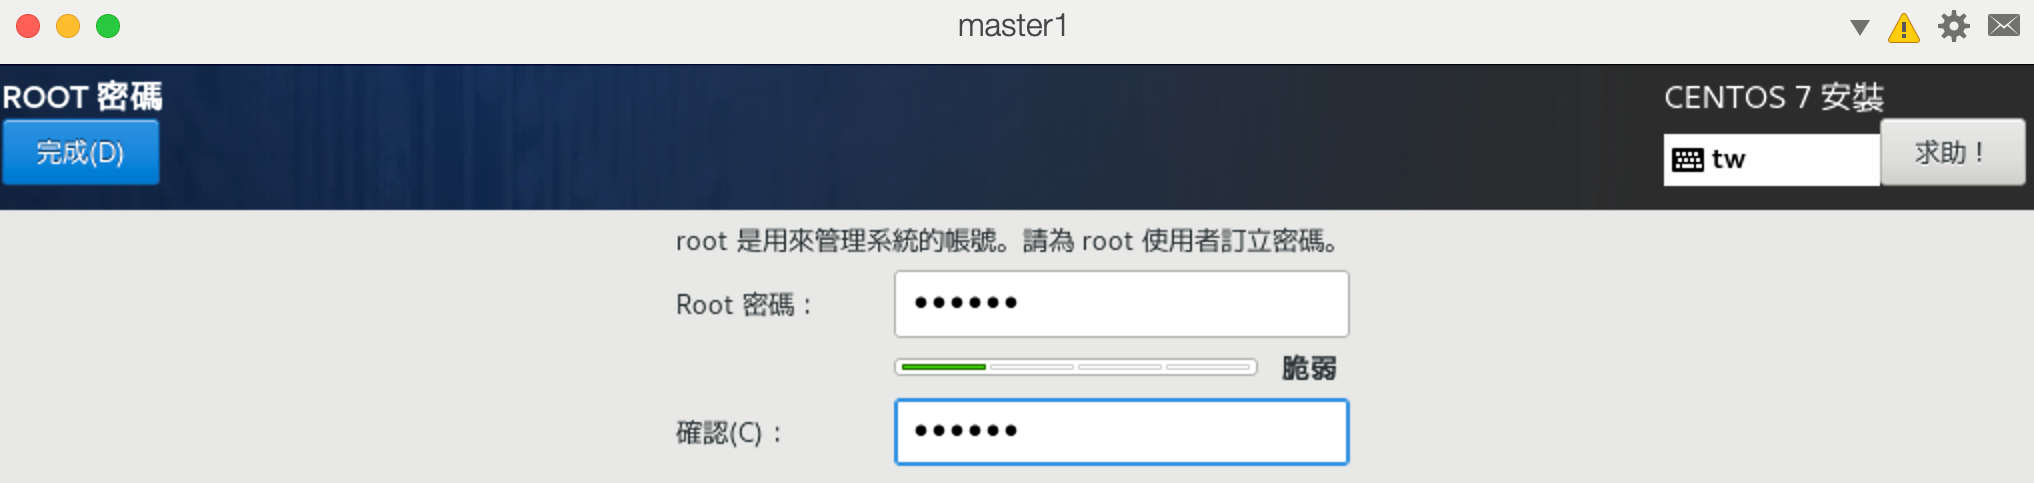 master1
ROOT 密碼
CENTOS 7 安裝
完成(D)
tw
求助！
root 是用來管理系統的帳號。請為 root 使用者訂立密碼。
Root 密碼：
••••••
脆弱
確認(C)：
••••••